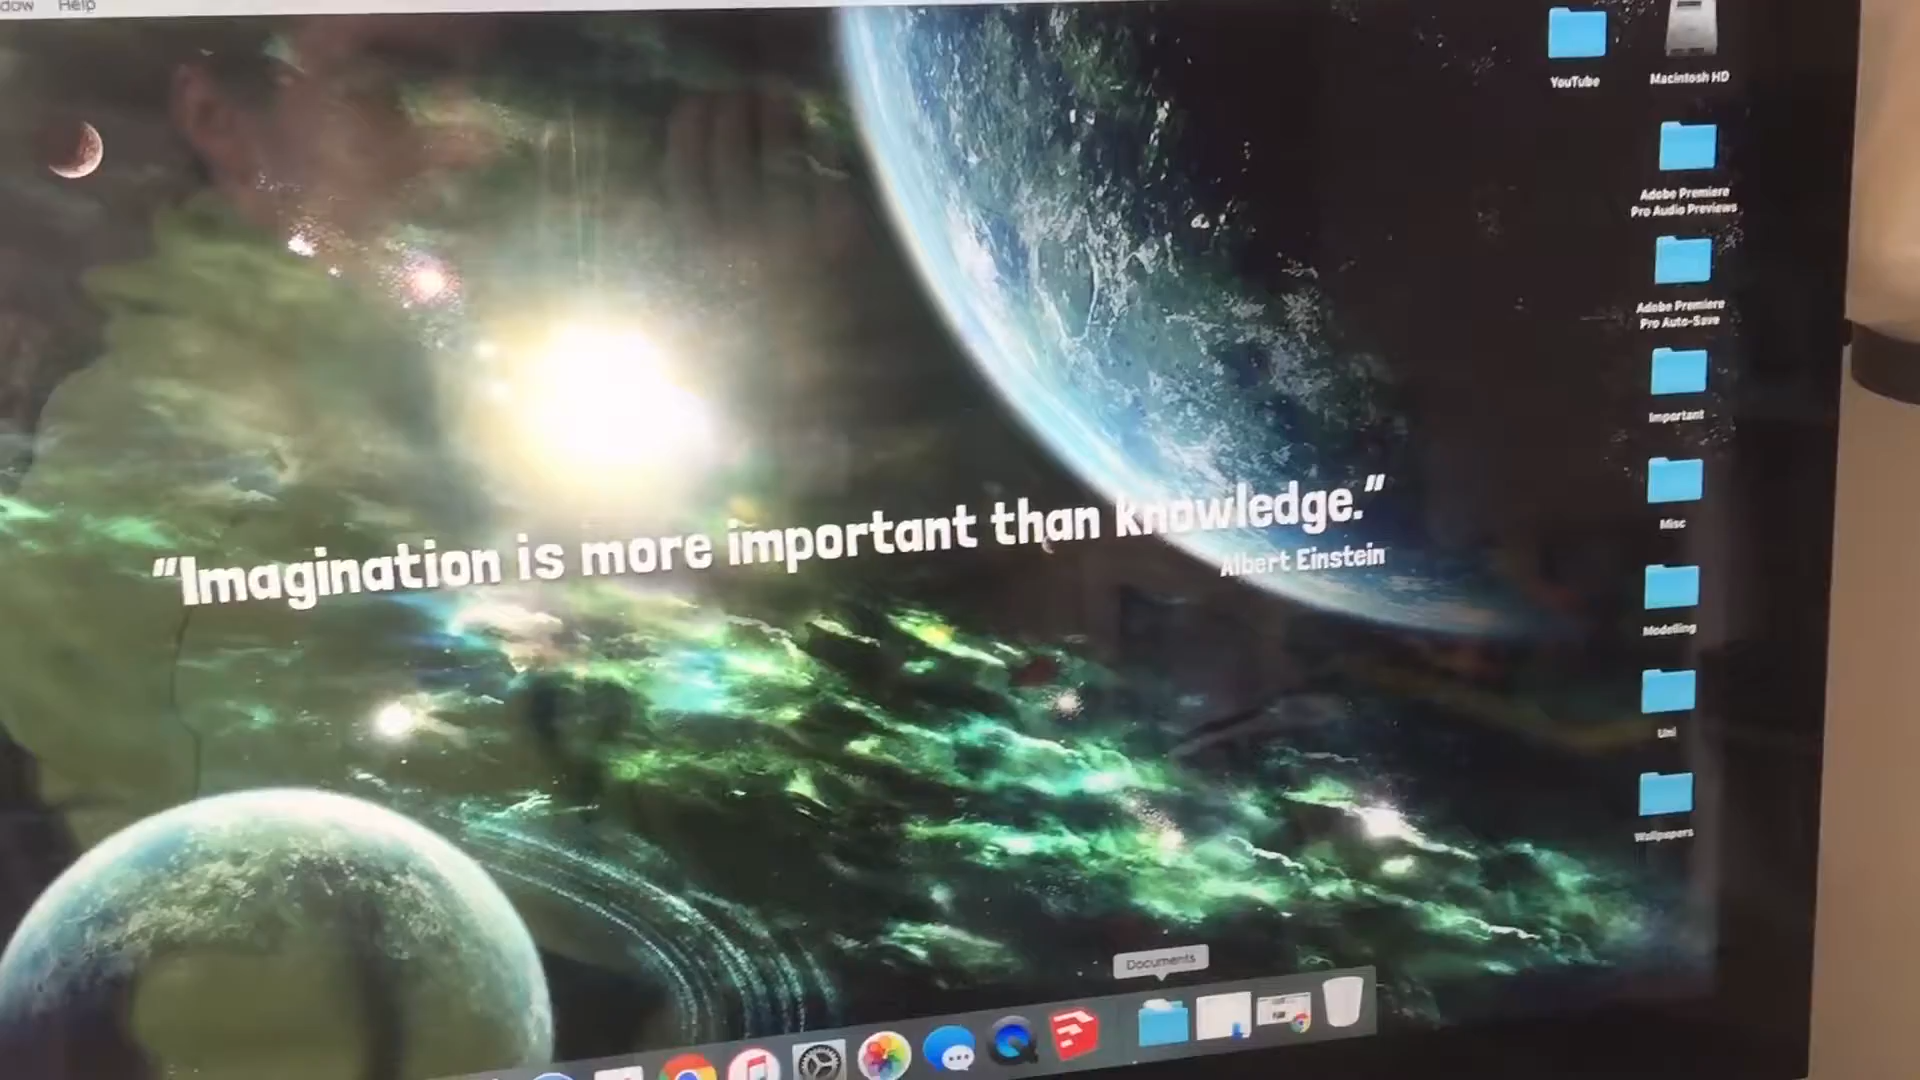 dow Help
YouTube
Macintosh HD
Adobe Premiere
Pro Audio Previews
Adobe Premiere
Pro Auto-Save
Important
Misc
"Imagination is more important than knowledge."
Albert Einstein
Modelling
Uni
Wallpapers
Documents